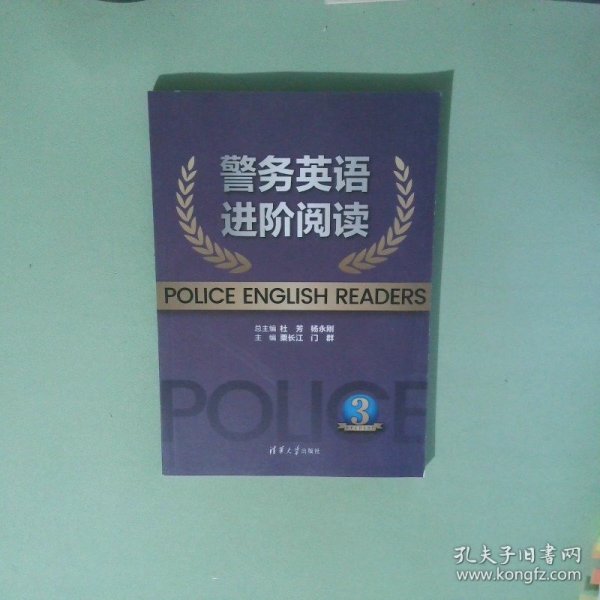 警务英语
进阶阅读
POLICE ENGLISH READERS
总主编 杜 芳 杨永刚
主 编 栗长江 门 群
POLICE
3
清华大学出版社
孔夫子旧书网
www.kongfz.com